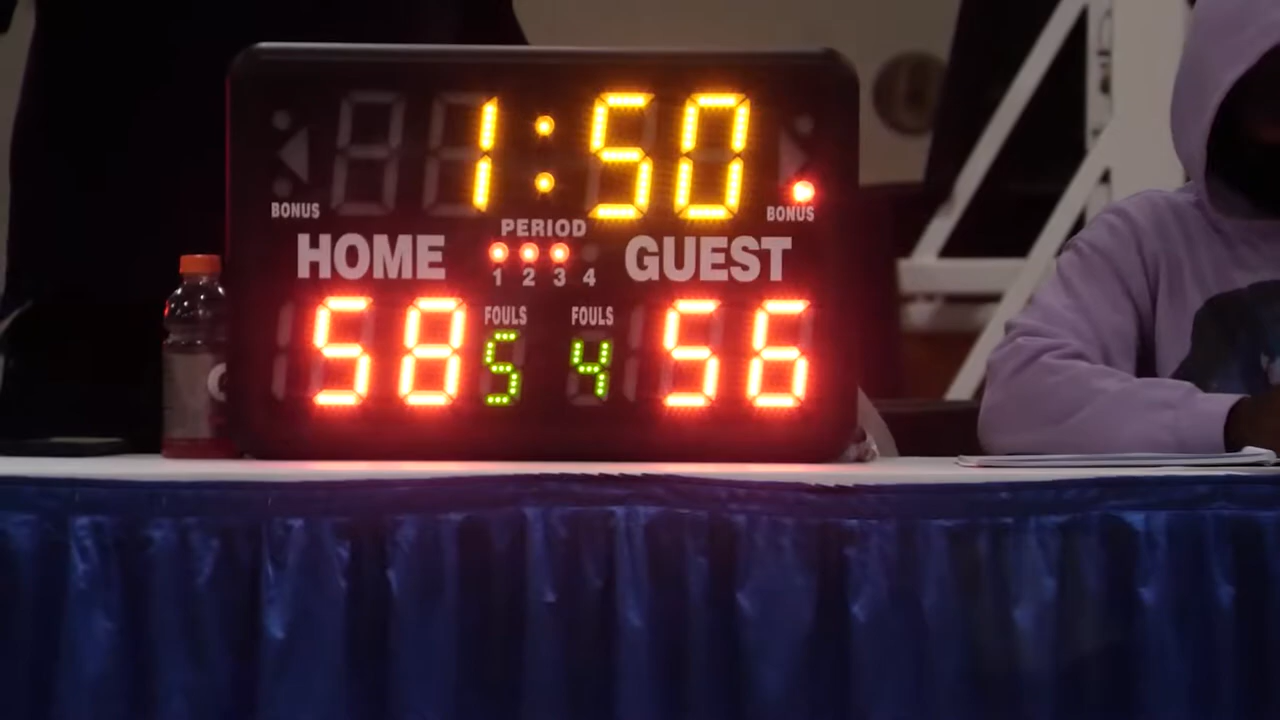 1:50
BONUS BONUS
PERIOD
HOME 1 2 3 4 GUEST
FOULS FOULS
58 5 4 56
G